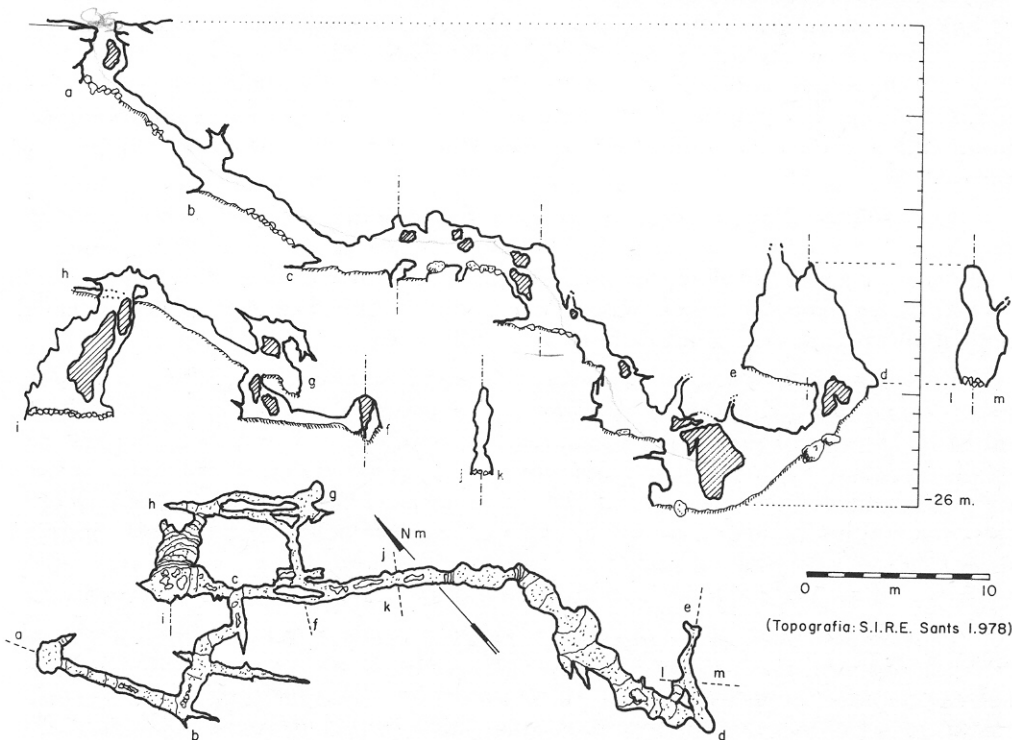 a
b
c
h
g
i
f
j k
e
d
l m
-26 m.
h
g
N m
j
c
i
f
k
a
b
e
l
m
d
0 m 10
(Topografia: S.I.R.E. Sants 1.978)